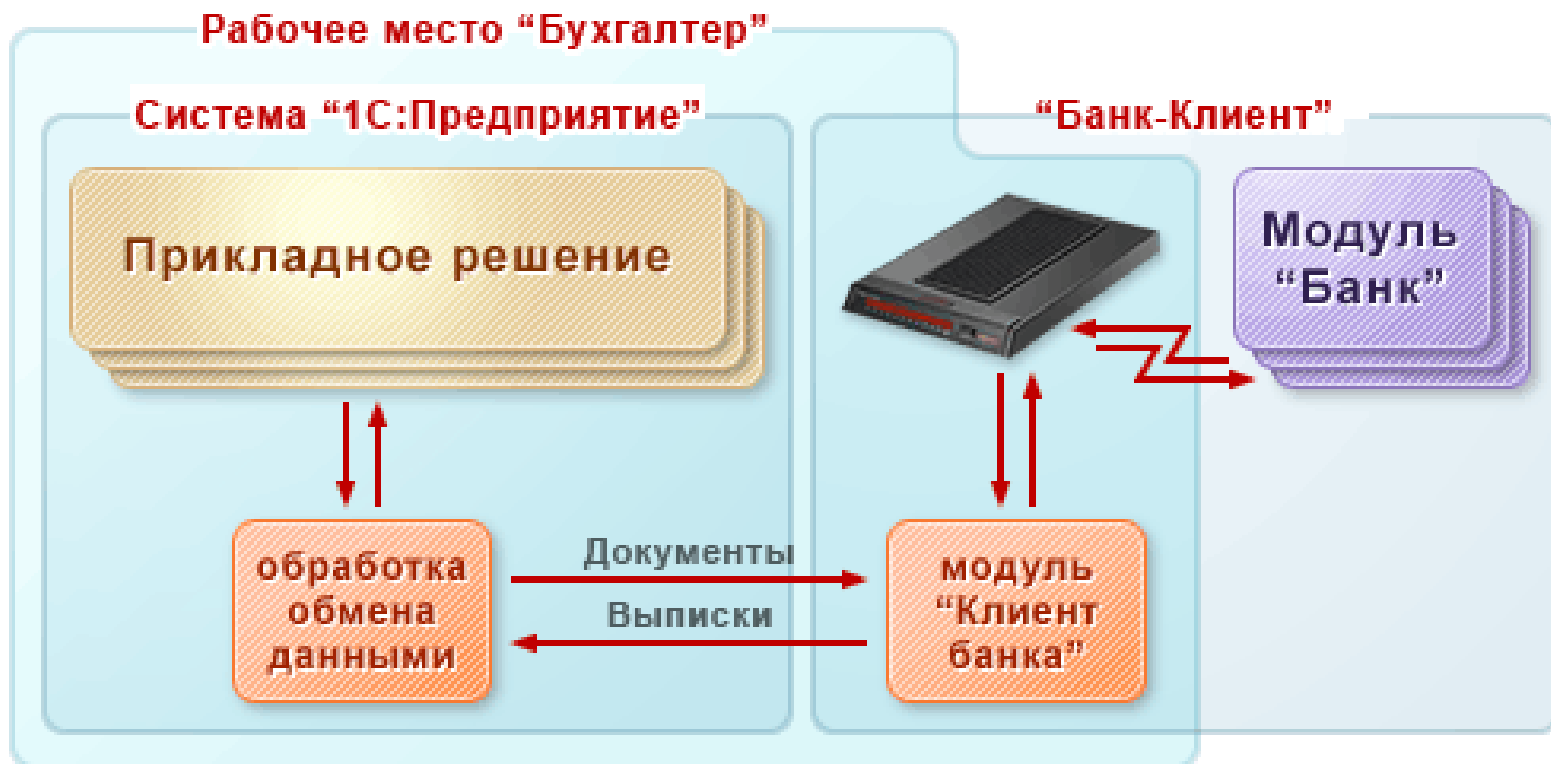 Рабочее место “Бухгалтер”
Система “1С:Предприятие”
“Банк-Клиент”
Прикладное решение
Модуль
“Банк”
обработка
обмена
данными
Документы
Выписки
модуль
“Клиент
банка”